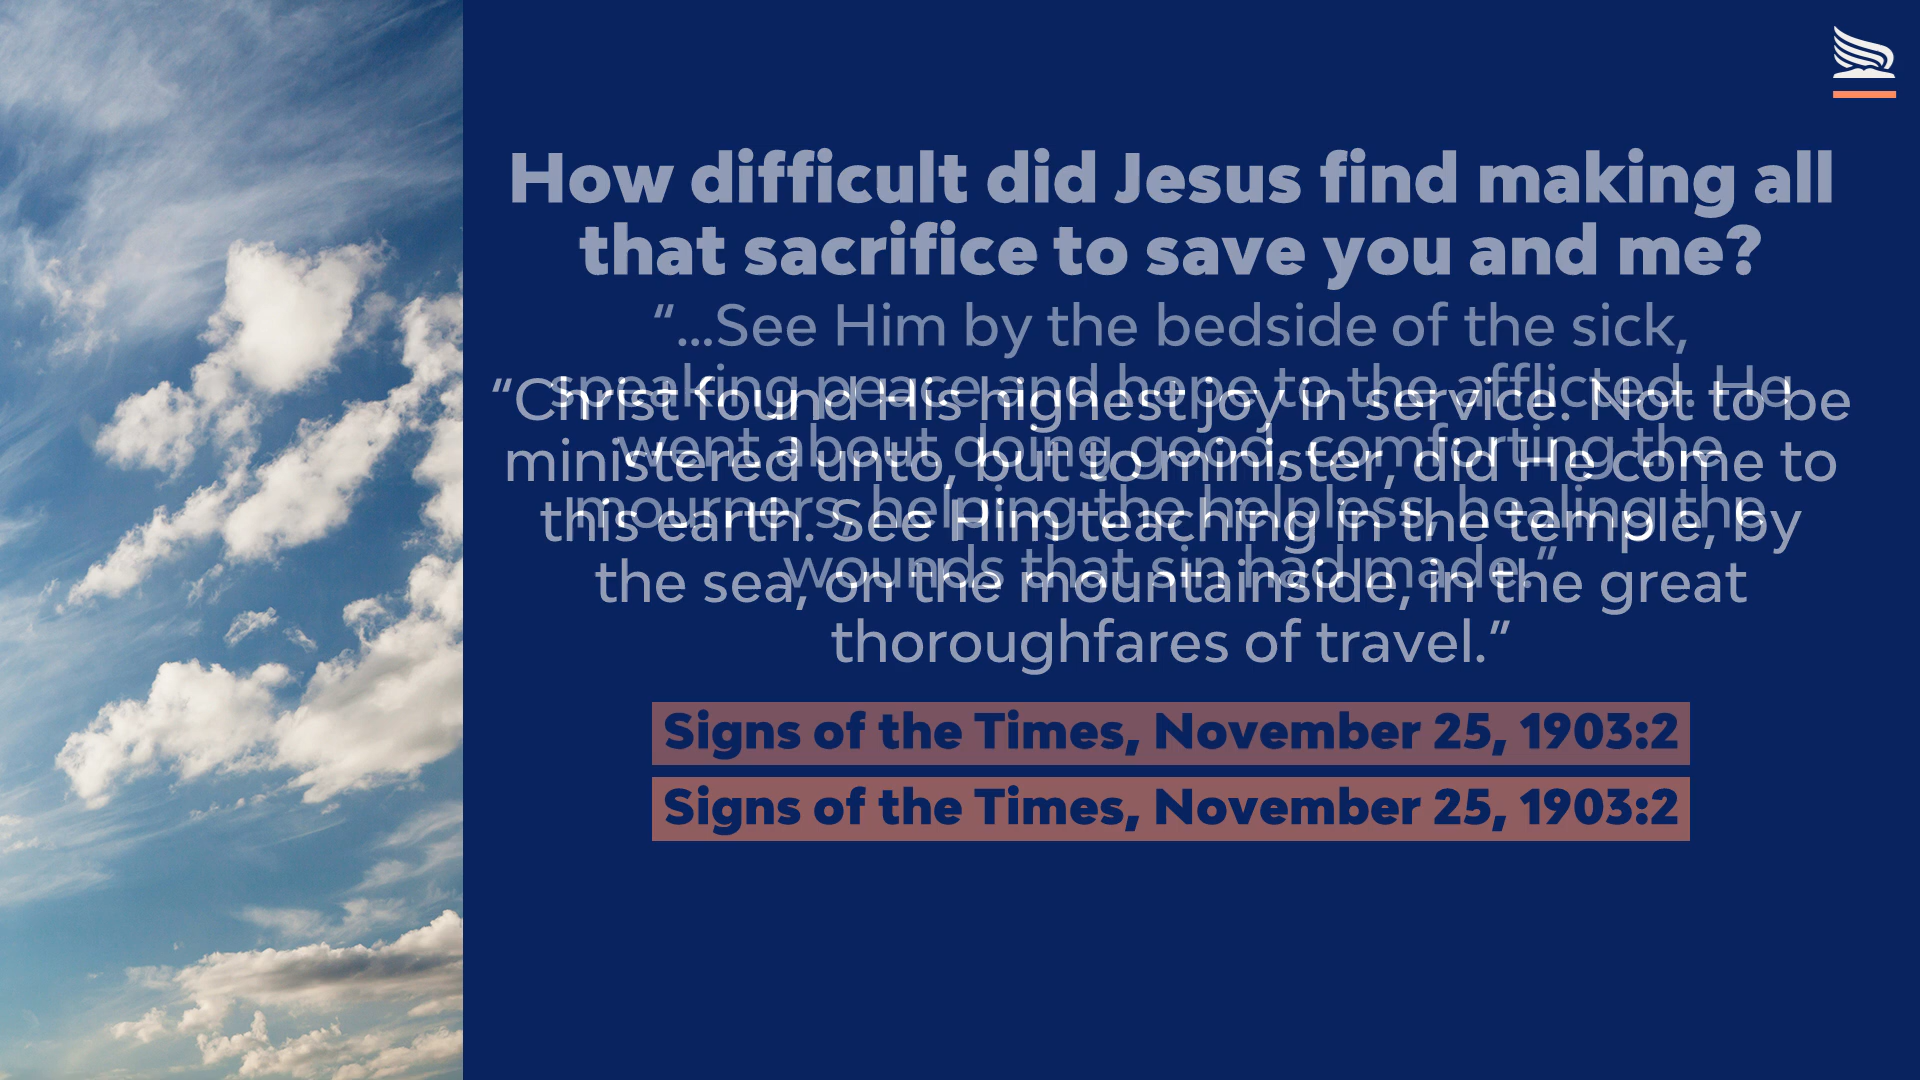 How difficult did Jesus find making all
that sacrifice to save you and me?
“Christ found His highest joy in service. Not to be
ministered unto, but to minister, did He come to
this earth. See Him teaching in the temple, by
the sea, on the mountainside, in the great
thoroughfares of travel.”
Signs of the Times, November 25, 1903:2
“...See Him by the bedside of the sick,
speaking peace and hope to the afflicted. He
went about doing good, comforting the
mourners, helping the helpless, healing the
wounds that sin had made.”
Signs of the Times, November 25, 1903:2